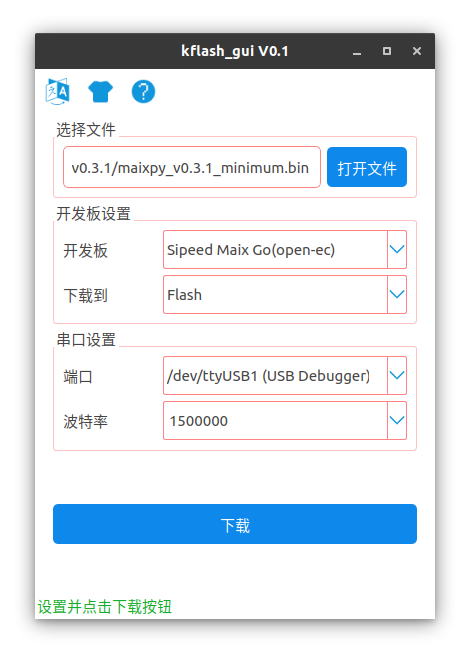 kflash_gui V0.1
选择文件
v0.3.1/maixpy_v0.3.1_minimum.bin 打开文件
开发板设置
开发板 Sipeed Maix Go(open-ec)
下载到 Flash
串口设置
端口 /dev/ttyUSB1 (USB Debugger)
波特率 1500000
下载
设置并点击下载按钮